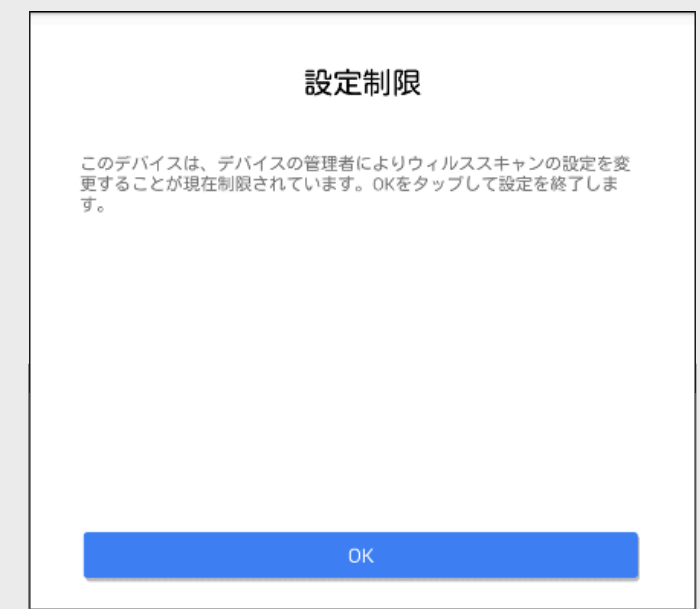 設定制限
このデバイスは、デバイスの管理者によりウィルススキャンの設定を変
更することが現在制限されています。OKをタップして設定を終了しま
す。
OK